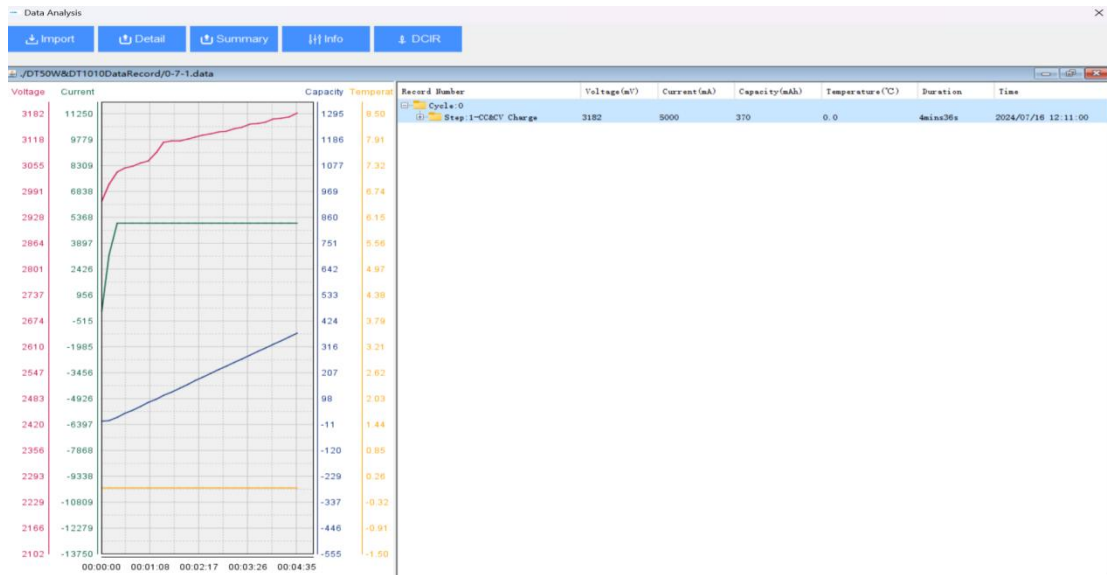 Data Analysis
Import Detail Summary Info DCIR
./DT50W&DT1010DataRecord/0-7-1.data
Voltage Current Capacity Temperat Record Number Voltage(mV) Current(mA) Capacity(mAh) Temperature(℃) Duration Time
Cycle:0
3182 11250 1295 8.50 Step:1-CC&CV Charge 3182 5000 370 0.0 4mins36s 2024/07/16 12:11:00
3118 9779 1186 7.91
3055 8309 1077 7.32
2991 6838 969 6.74
2928 5368 860 6.15
2864 3897 751 5.56
2801 2426 642 4.97
2737 956 533 4.38
2674 -515 424 3.79
2610 -1985 316 3.21
2547 -3456 207 2.62
2483 -4926 98 2.03
2420 -6397 -11 1.44
2356 -7868 -120 0.85
2293 -9338 -229 0.26
2229 -10809 -337 -0.32
2166 -12279 -446 -0.91
2102 -13750 -555 -1.50
00:00:00 00:01:08 00:02:17 00:03:26 00:04:35